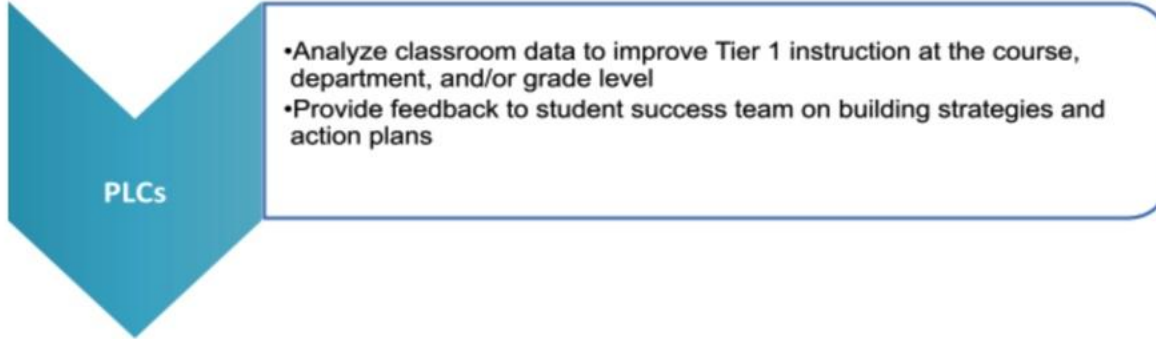 •Analyze classroom data to improve Tier 1 instruction at the course,
department, and/or grade level
•Provide feedback to student success team on building strategies and
action plans
PLCs